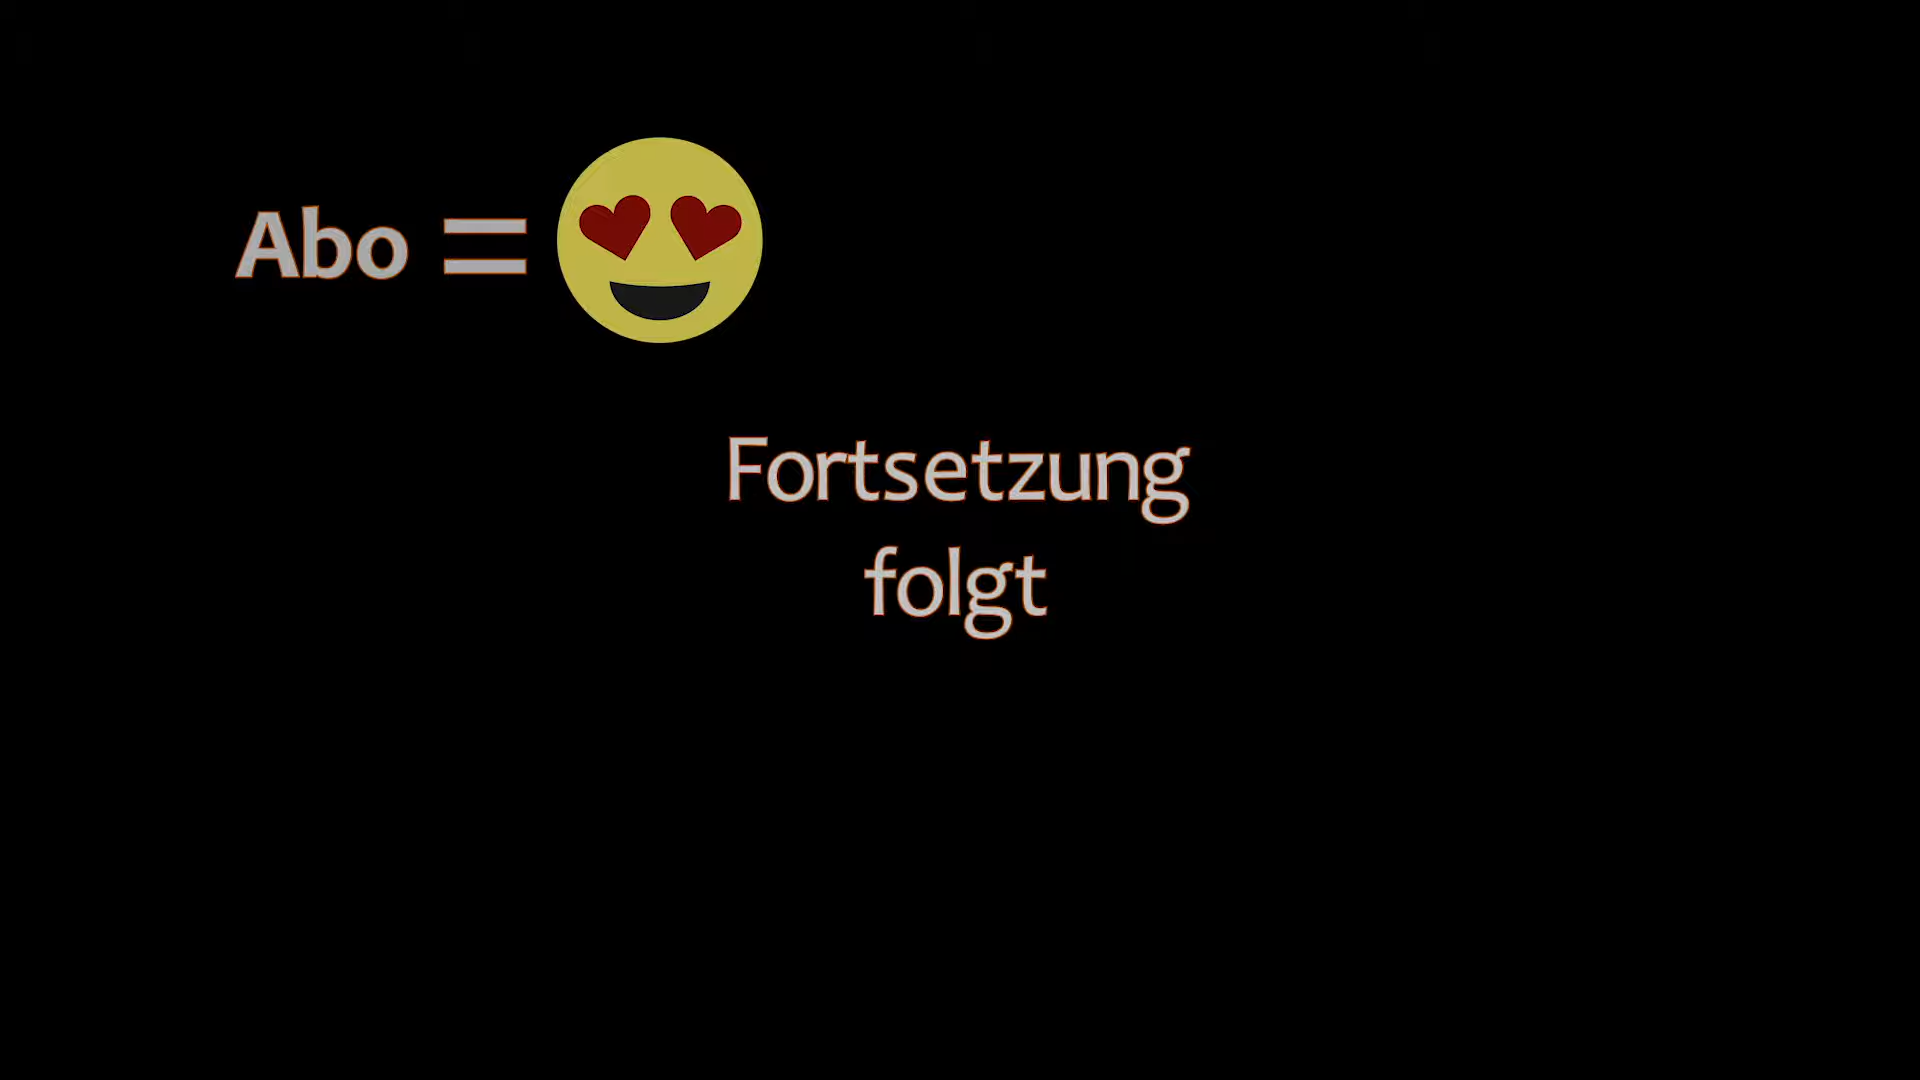 Abo = 😍
Fortsetzung
folgt